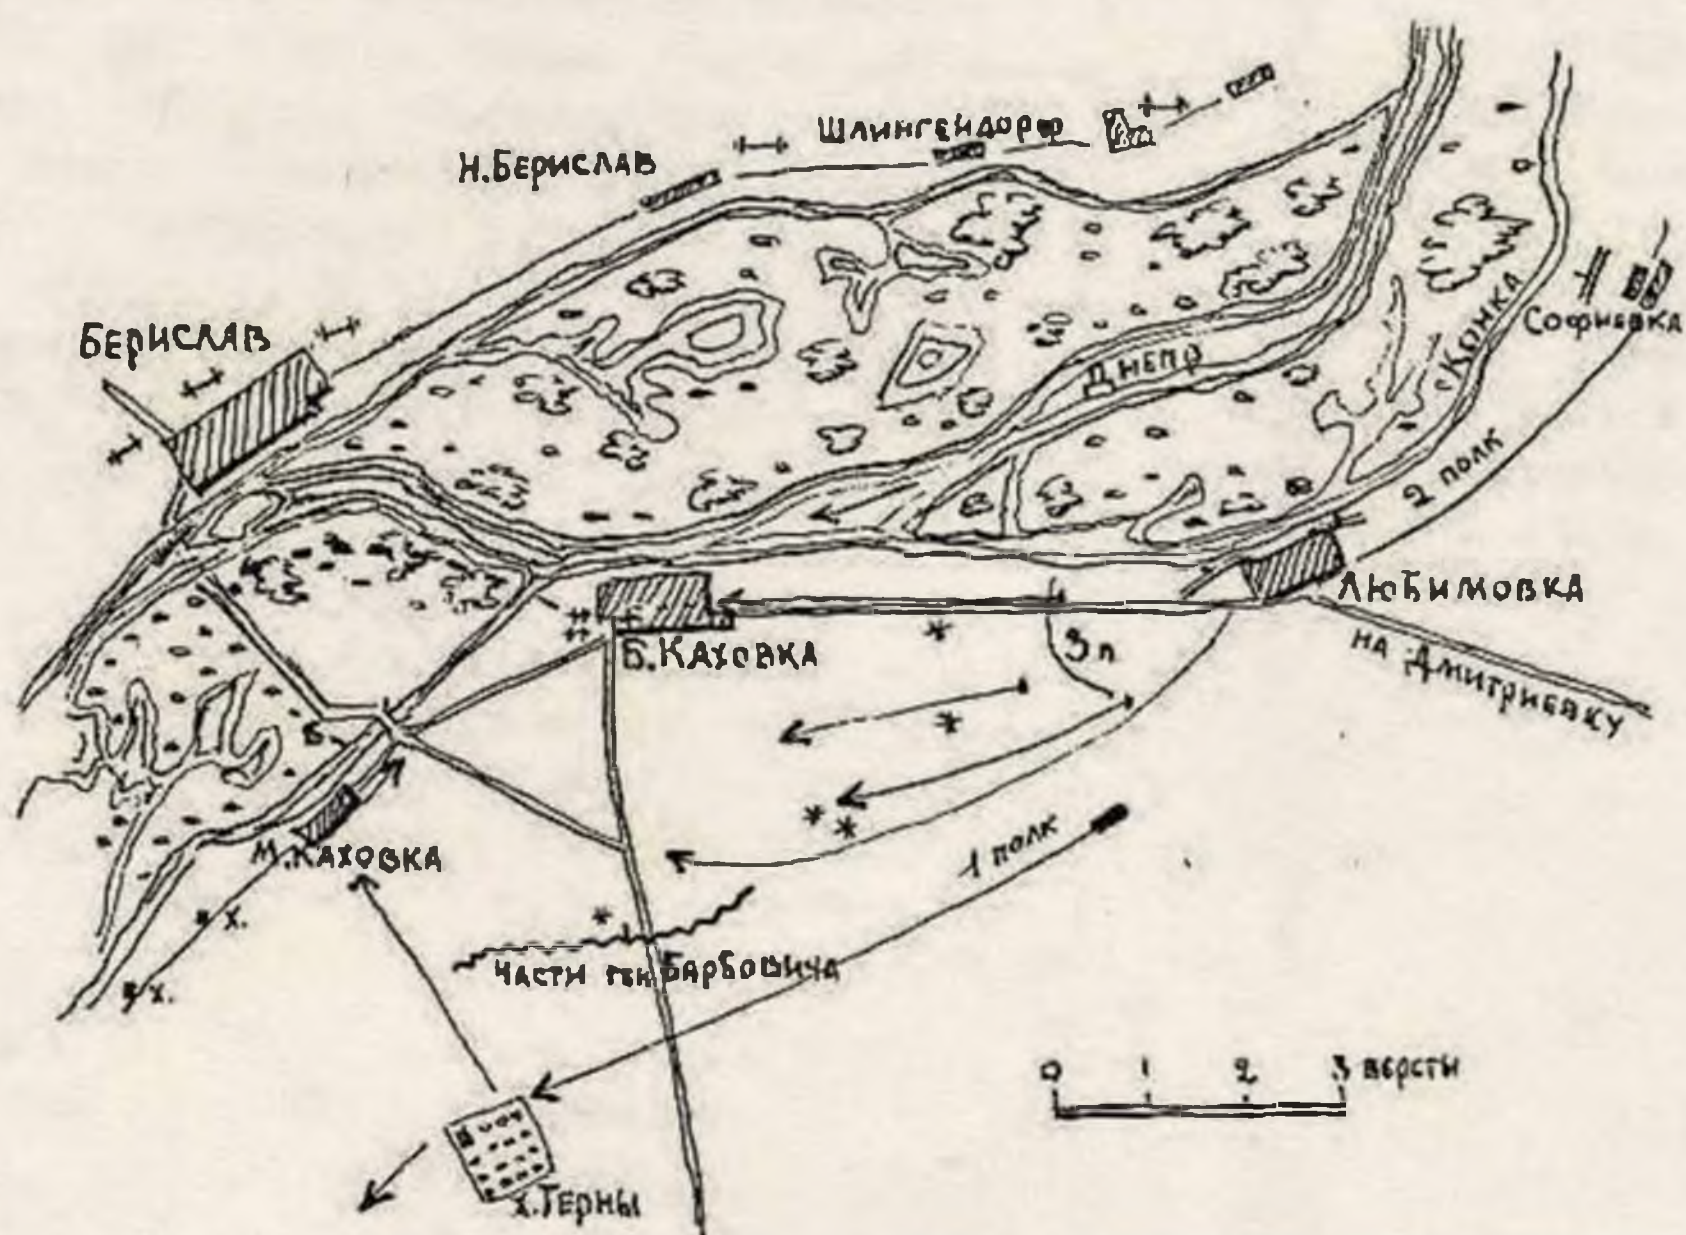 Шлингендорф
Н.Берислав
Берислав
Днепр
Конка
Софиевка
2 полк
Любимовка
на Дмитриевку
Б.Каховка
3 п
1 полк
М.Каховка
х.
х.
части ген. Барбовича
0 1 2 3 версты
х.Терны